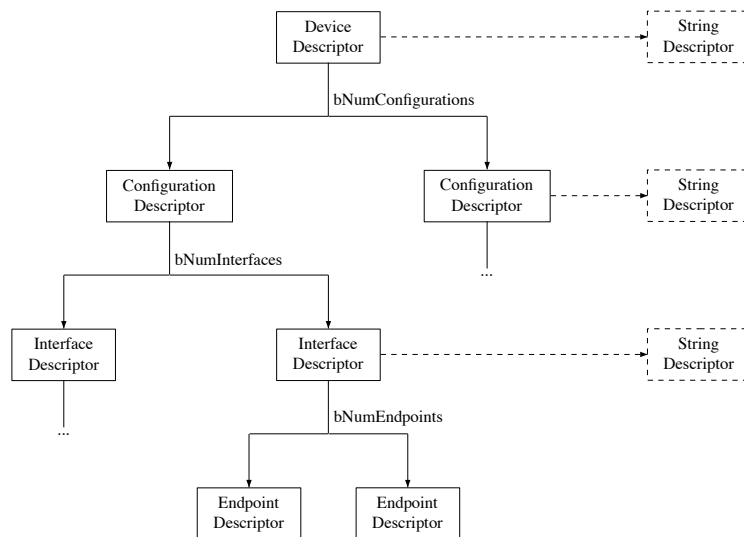 Device
Descriptor
String
Descriptor
bNumConfigurations
Configuration
Descriptor
Configuration
Descriptor
String
Descriptor
bNumInterfaces
...
Interface
Descriptor
Interface
Descriptor
String
Descriptor
...
bNumEndpoints
Endpoint
Descriptor
Endpoint
Descriptor